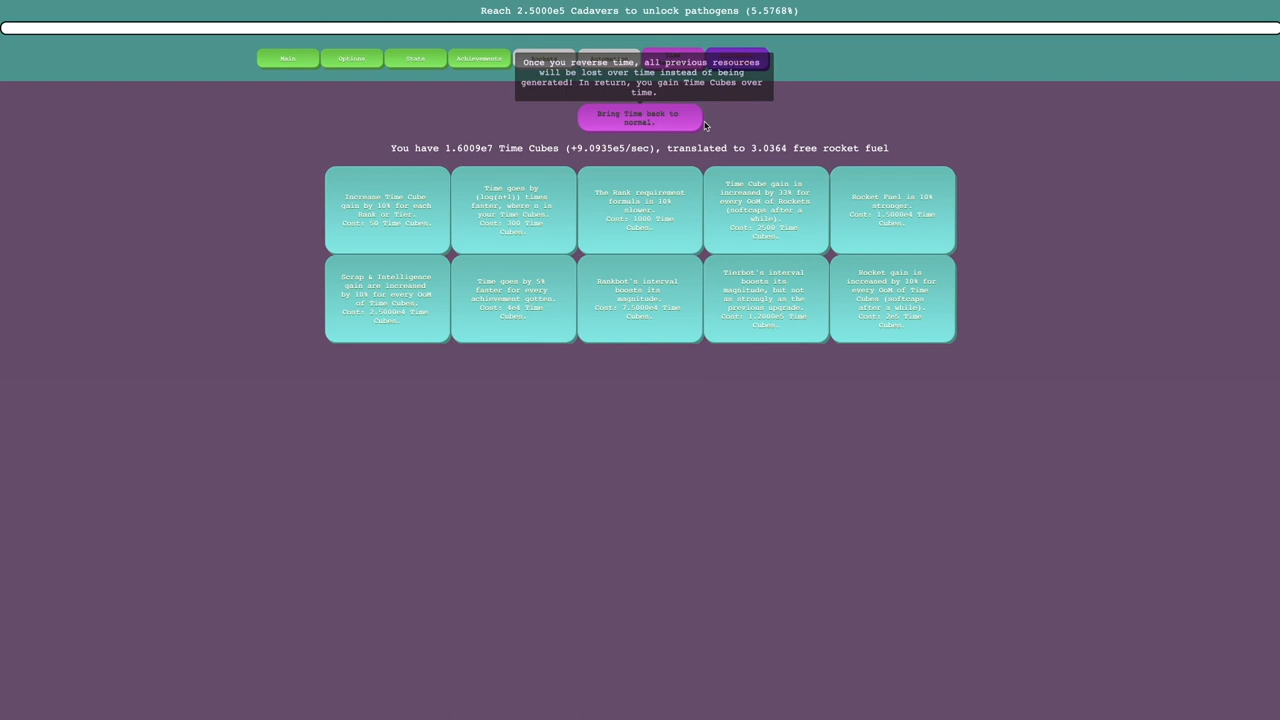 Reach 2.5000e5 Cadavers to unlock pathogens (5.5768%)
Main
Options
Stats
Achievements
Once you reverse time, all previous resources
will be lost over time instead of being
generated! In return, you gain Time Cubes over
time.
Bring Time back to
normal.
You have 1.6009e7 Time Cubes (+9.0935e5/sec), translated to 3.0364 free rocket fuel
Increase Time Cube
gain by 10% for each
Rank or Tier.
Cost: 50 Time Cubes.
Time goes by
(log(n+1)) times
faster, where n is
your Time Cubes.
Cost: 300 Time
Cubes.
The Rank requirement
formula is 10%
slower.
Cost: 1000 Time
Cubes.
Time Cube gain is
increased by 33% for
every OoM of Rockets
(softcaps after a
while).
Cost: 2500 Time
Cubes.
Rocket Fuel is 10%
stronger.
Cost: 1.5000e4 Time
Cubes.
Scrap & Intelligence
gain are increased
by 10% for every OoM
of Time Cubes.
Cost: 2.5000e4 Time
Cubes.
Time goes by 5%
faster for every
achievement gotten.
Cost: 4e4 Time
Cubes.
Rankbot's interval
boosts its
magnitude.
Cost: 7.5000e4 Time
Cubes.
Tierbot's interval
boosts its
magnitude, but not
as strongly as the
previous upgrade.
Cost: 1.2000e5 Time
Cubes.
Rocket gain is
increased by 10% for
every OoM of Time
Cubes (softcaps
after a while).
Cost: 2e5 Time
Cubes.